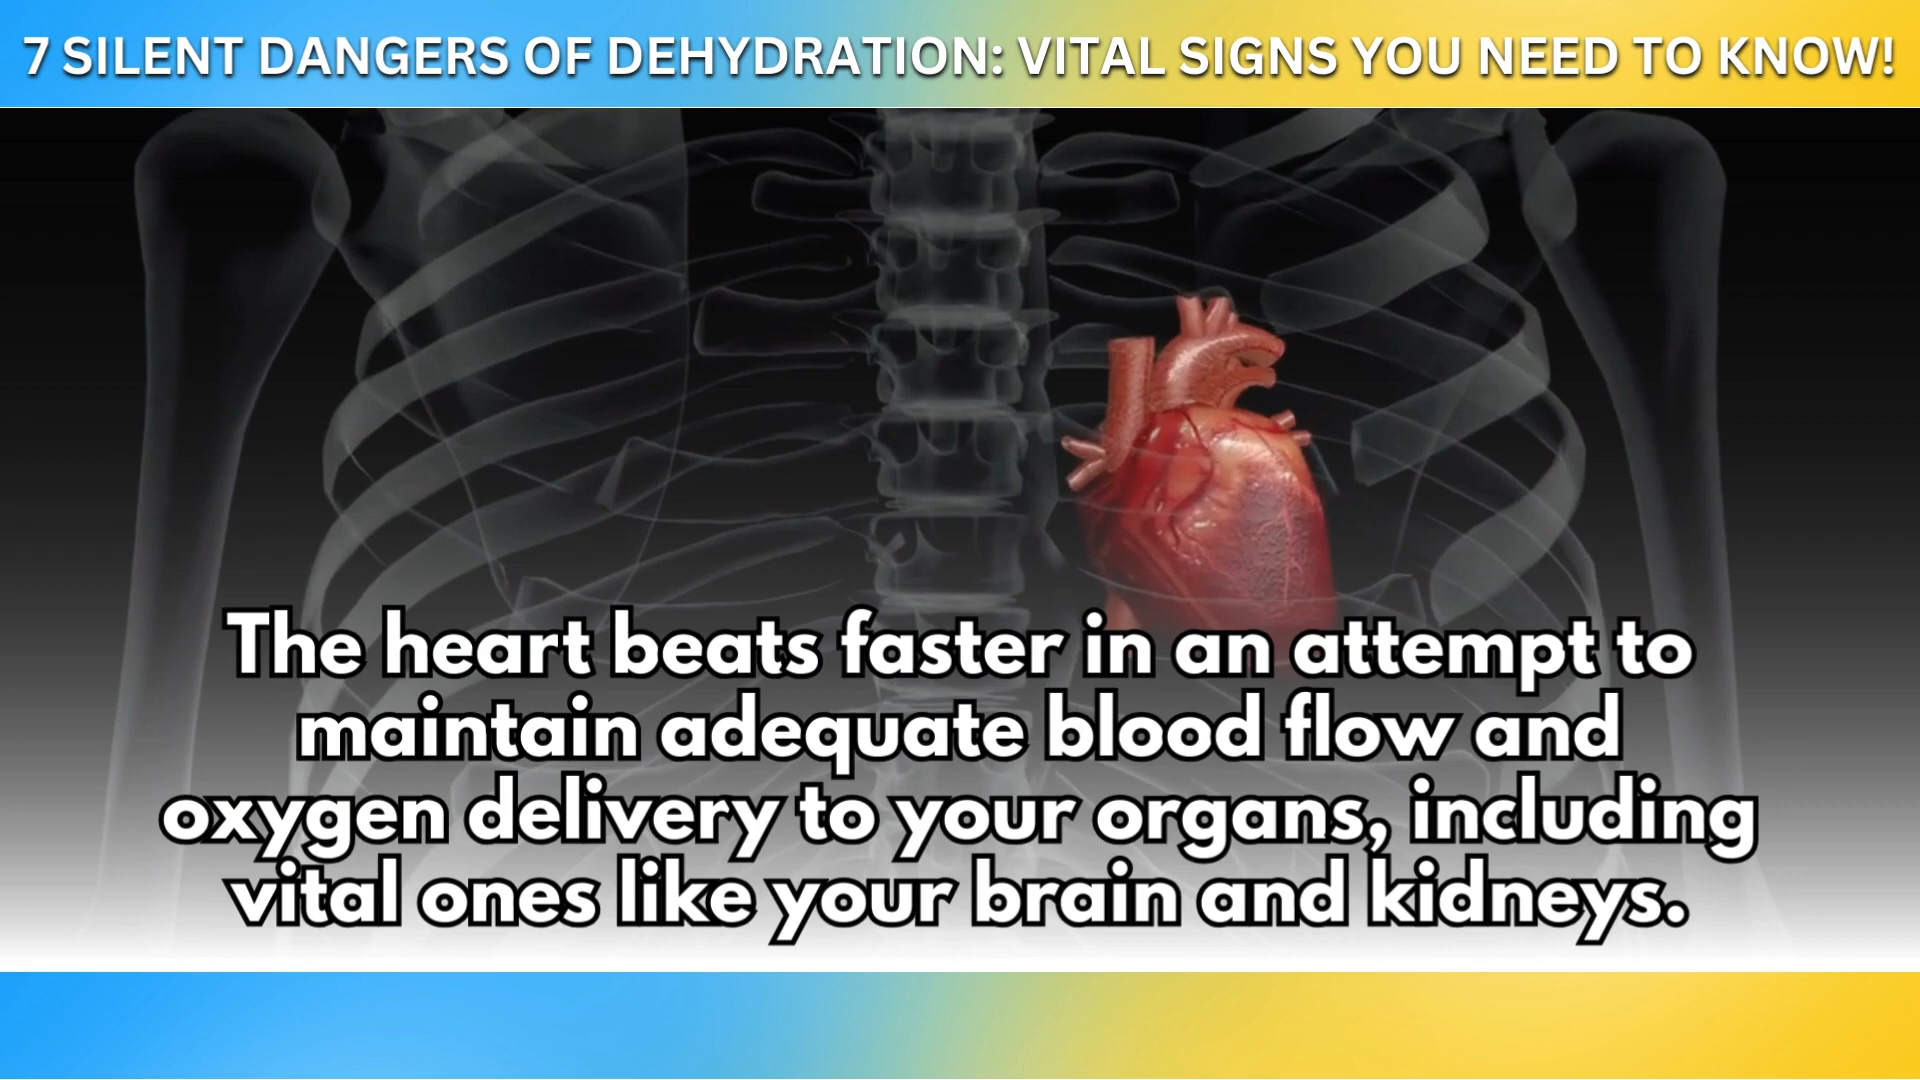 7 SILENT DANGERS OF DEHYDRATION: VITAL SIGNS YOU NEED TO KNOW!
The heart beats faster in an attempt to
maintain adequate blood flow and
oxygen delivery to your organs, including
vital ones like your brain and kidneys.